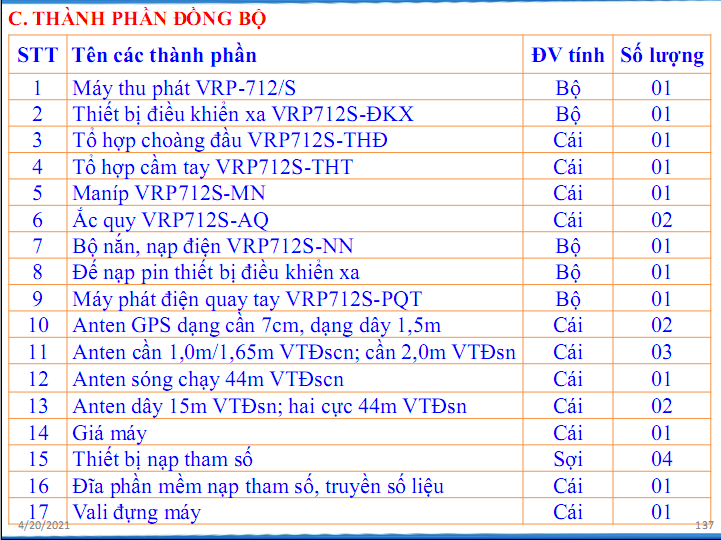 C. THÀNH PHẦN ĐỒNG BỘ
STT Tên các thành phần ĐV tính Số lượng
1 Máy thu phát VRP-712/S Bộ 01
2 Thiết bị điều khiển xa VRP712S-ĐKX Bộ 01
3 Tổ hợp choàng đầu VRP712S-THĐ Cái 01
4 Tổ hợp cầm tay VRP712S-THT Cái 01
5 Maníp VRP712S-MN Cái 01
6 Ắc quy VRP712S-AQ Cái 02
7 Bộ nắn, nạp điện VRP712S-NN Bộ 01
8 Đế nạp pin thiết bị điều khiển xa Bộ 01
9 Máy phát điện quay tay VRP712S-PQT Bộ 01
10 Anten GPS dạng cần 7cm, dạng dây 1,5m Cái 02
11 Anten cần 1,0m/1,65m VTĐscn; cần 2,0m VTĐsn Cái 03
12 Anten sóng chạy 44m VTĐscn Cái 01
13 Anten dây 15m VTĐsn; hai cực 44m VTĐsn Cái 02
14 Giá máy Cái 01
15 Thiết bị nạp tham số Sợi 04
16 Đĩa phần mềm nạp tham số, truyền số liệu Cái 01
17 Vali đựng máy Cái 01
4/20/2021 137